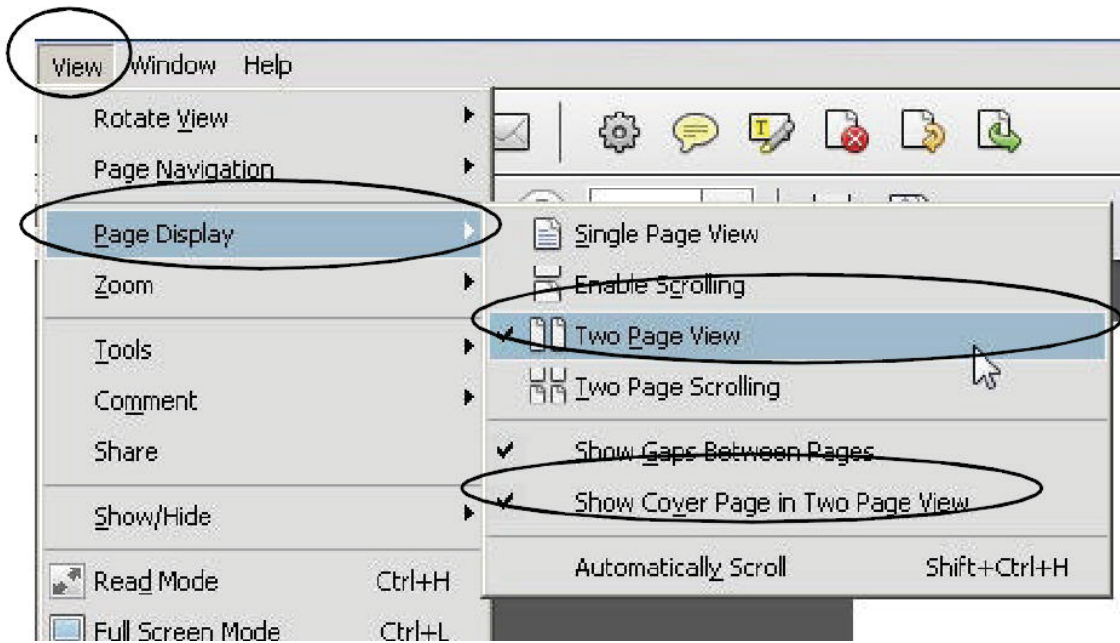 View Window Help
Rotate View
Page Navigation
Page Display
Zoom
Tools
Comment
Share
Show/Hide
Read Mode Ctrl+H
Full Screen Mode Ctrl+L
T
Single Page View
Enable Scrolling
Two Page View
Two Page Scrolling
Show Gaps Between Pages
Show Cover Page in Two Page View
Automatically Scroll Shift+Ctrl+H